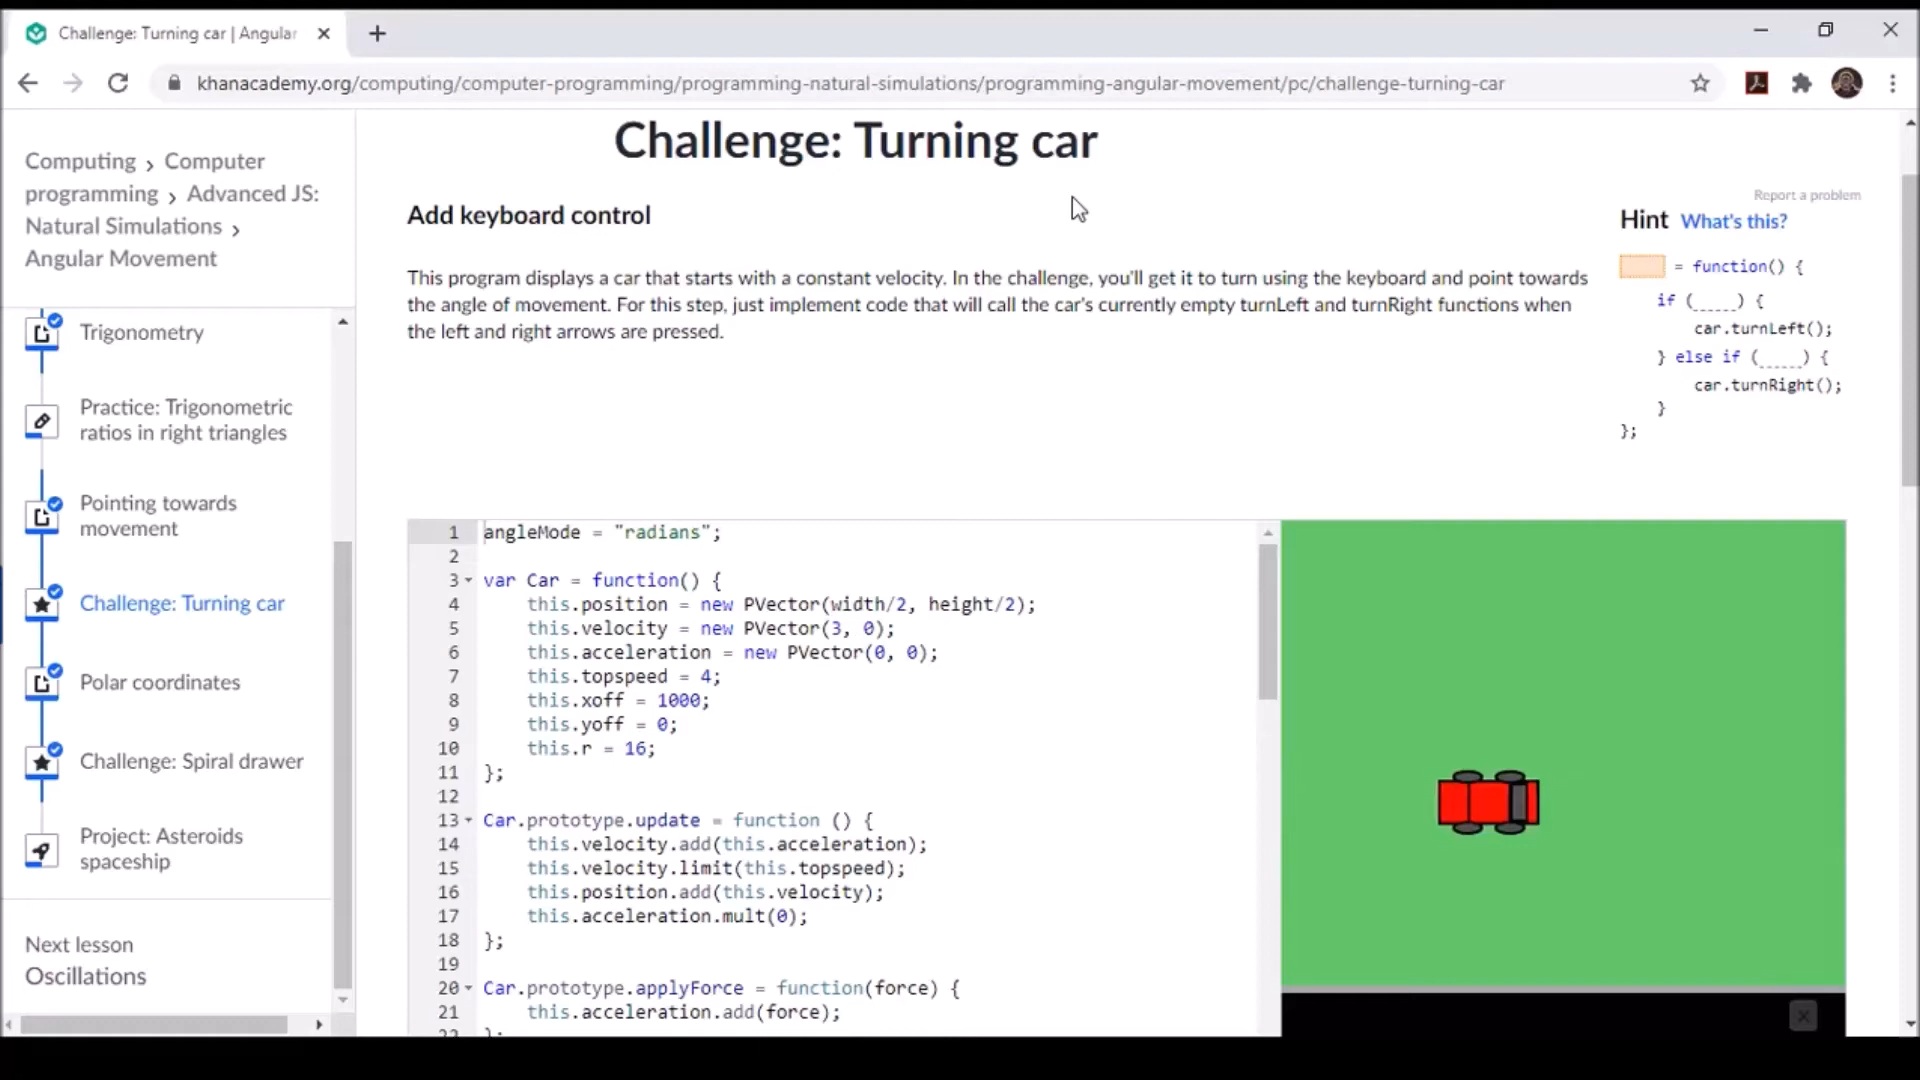 Challenge: Turning car | Angular
khanacademy.org/computing/computer-programming/programming-natural-simulations/programming-angular-movement/pc/challenge-turning-car
Computing › Computer
programming › Advanced JS:
Natural Simulations ›
Angular Movement
Trigonometry
Practice: Trigonometric
ratios in right triangles
Pointing towards
movement
Challenge: Turning car
Polar coordinates
Challenge: Spiral drawer
Project: Asteroids
spaceship
Next lesson
Oscillations
Challenge: Turning car
Add keyboard control
This program displays a car that starts with a constant velocity. In the challenge, you'll get it to turn using the keyboard and point towards
the angle of movement. For this step, just implement code that will call the car's currently empty turnLeft and turnRight functions when
the left and right arrows are pressed.
Report a problem
Hint What's this?
= function() {
if (_____) {
car.turnLeft();
} else if (_____) {
car.turnRight();
}
};
1 angleMode = "radians";
2
3 var Car = function() {
4 this.position = new PVector(width/2, height/2);
5 this.velocity = new PVector(3, 0);
6 this.acceleration = new PVector(0, 0);
7 this.topspeed = 4;
8 this.xoff = 1000;
9 this.yoff = 0;
10 this.r = 16;
11 };
12
13 Car.prototype.update = function () {
14 this.velocity.add(this.acceleration);
15 this.velocity.limit(this.topspeed);
16 this.position.add(this.velocity);
17 this.acceleration.mult(0);
18 };
19
20 Car.prototype.applyForce = function(force) {
21 this.acceleration.add(force);